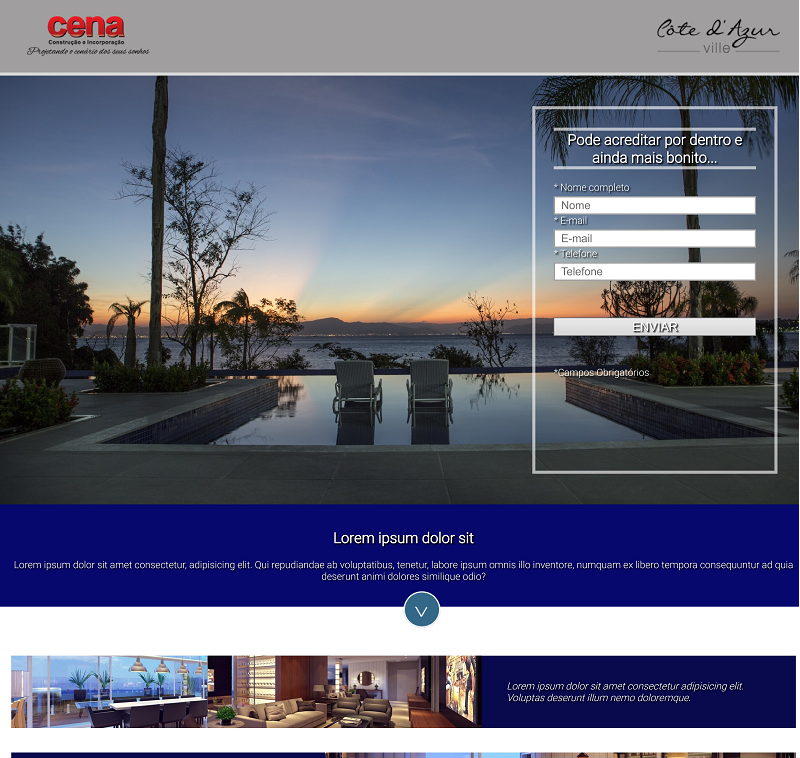 cena
Construção e Incorporação
Projetando o cenário dos seus sonhos
Côte d'Azur
ville
Pode acreditar por dentro e
ainda mais bonito...
* Nome completo
Nome
* E-mail
E-mail
* Telefone
Telefone
ENVIAR
*Campos Obrigatórios
Lorem ipsum dolor sit
Lorem ipsum dolor sit amet consectetur, adipisicing elit. Qui repudiandae ab voluptatibus, tenetur, labore ipsum omnis illo inventore, numquam ex libero tempora consequuntur ad quia
deserunt animi dolores similique odio?
Lorem ipsum dolor sit amet consectetur adipisicing elit.
Voluptas deserunt illum nemo doloremque.